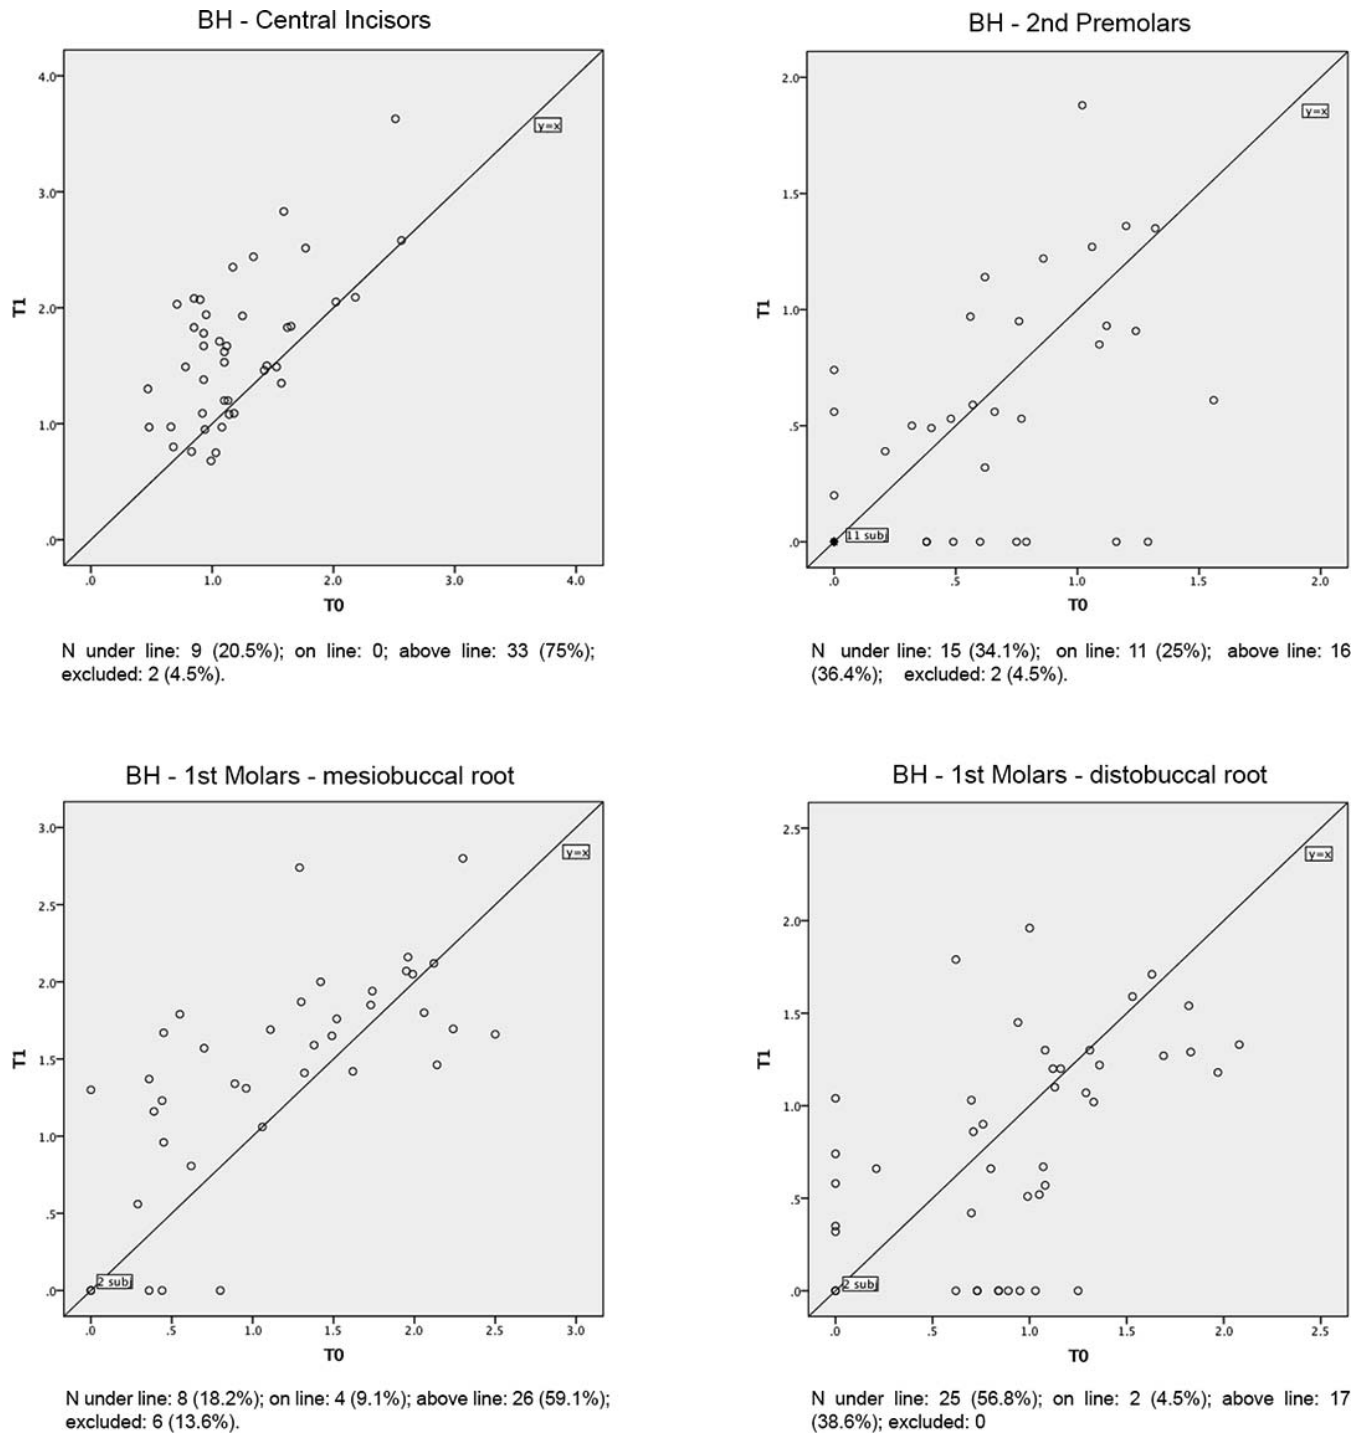 BH - Central Incisors
4.0
3.0
2.0
1.0
.0
T1
y=x
.0 1.0 2.0 3.0 4.0
T0
N under line: 9 (20.5%); on line: 0; above line: 33 (75%);
excluded: 2 (4.5%).
BH - 2nd Premolars
2.0
1.5
1.0
.5
.0
T1
y=x
11 subj
.0 .5 1.0 1.5 2.0
T0
N under line: 15 (34.1%); on line: 11 (25%); above line: 16
(36.4%); excluded: 2 (4.5%).
BH - 1st Molars - mesiobuccal root
3.0
2.5
2.0
1.5
1.0
.5
.0
T1
y=x
2 subj
.0 .5 1.0 1.5 2.0 2.5 3.0
T0
N under line: 8 (18.2%); on line: 4 (9.1%); above line: 26 (59.1%);
excluded: 6 (13.6%).
BH - 1st Molars - distobuccal root
2.5
2.0
1.5
1.0
.5
.0
T1
y=x
2 subj
.0 .5 1.0 1.5 2.0 2.5
T0
N under line: 25 (56.8%); on line: 2 (4.5%); above line: 17
(38.6%); excluded: 0